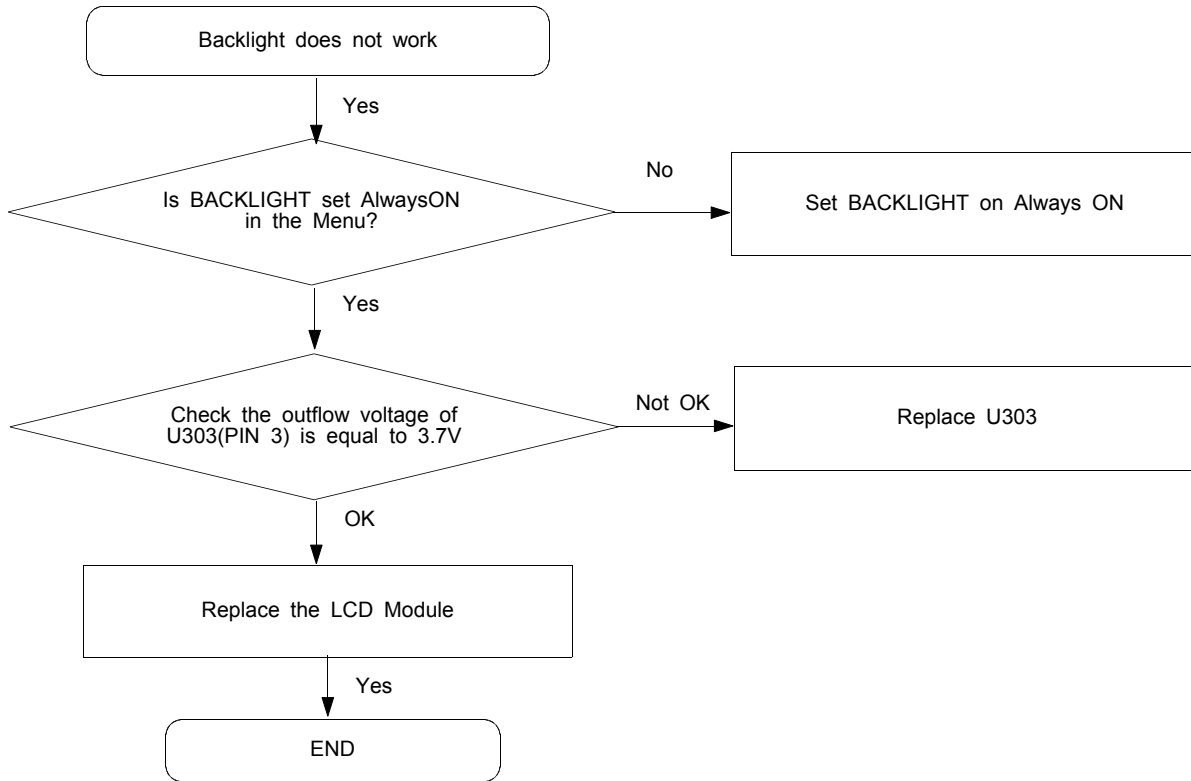 Backlight does not work
Yes
Is BACKLIGHT set AlwaysON
in the Menu?
No
Set BACKLIGHT on Always ON
Yes
Check the outflow voltage of
U303(PIN 3) is equal to 3.7V
Not OK
Replace U303
OK
Replace the LCD Module
Yes
END